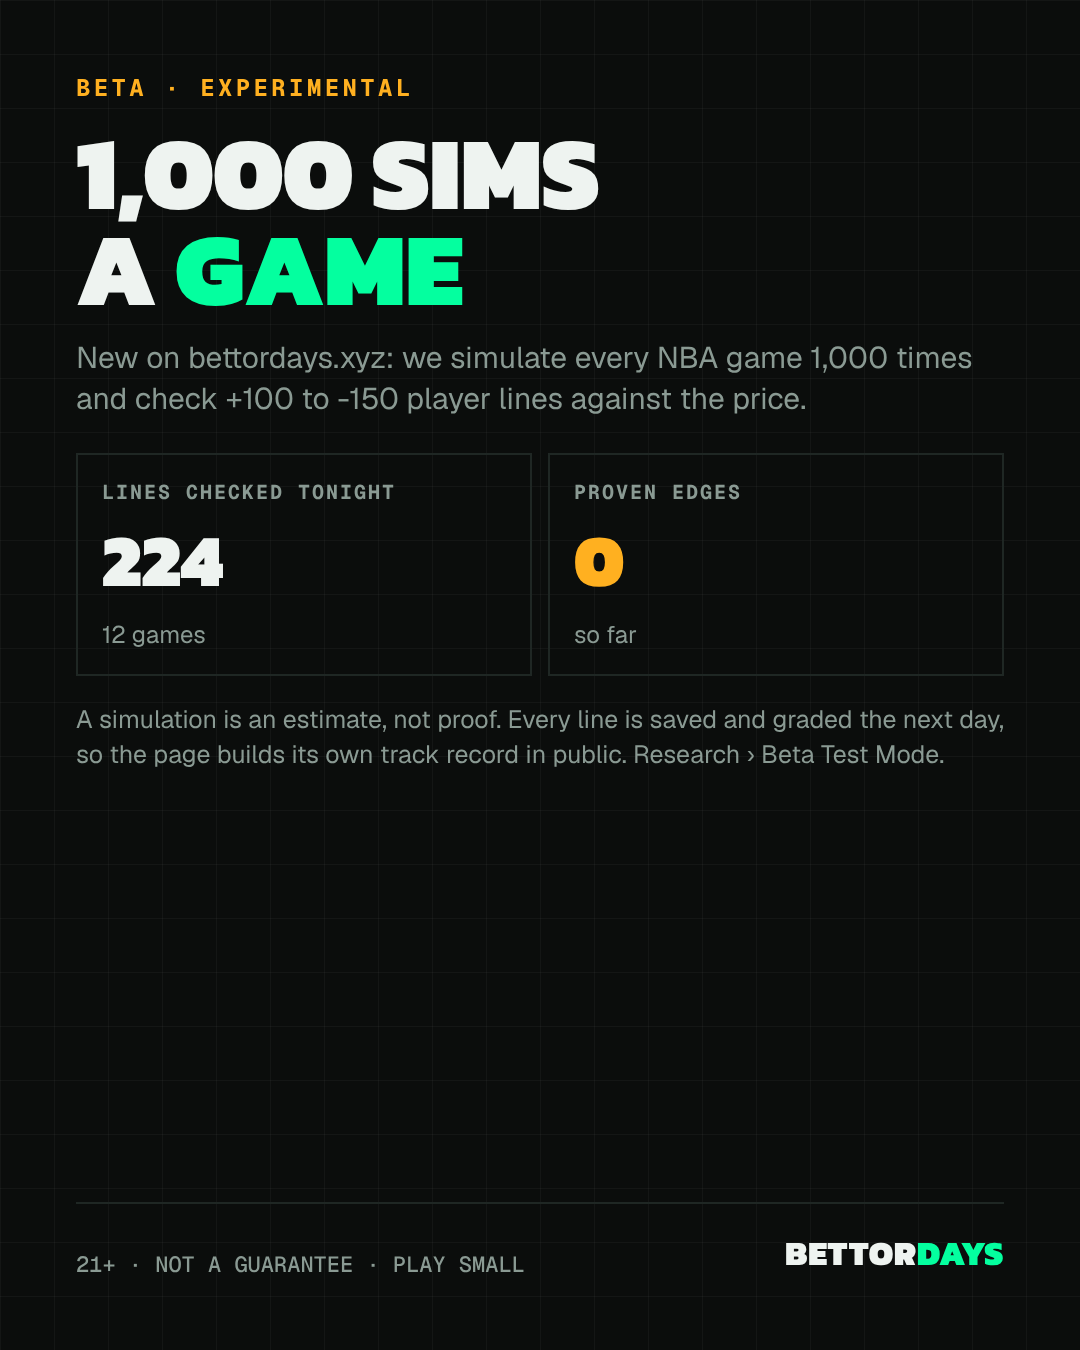 BETA · EXPERIMENTAL
1,000 SIMS
A GAME
New on bettordays.xyz: we simulate every NBA game 1,000 times
and check +100 to -150 player lines against the price.
LINES CHECKED TONIGHT
224
12 games
PROVEN EDGES
0
so far
A simulation is an estimate, not proof. Every line is saved and graded the next day,
so the page builds its own track record in public. Research › Beta Test Mode.
21+ · NOT A GUARANTEE · PLAY SMALL
BETTORDAYS